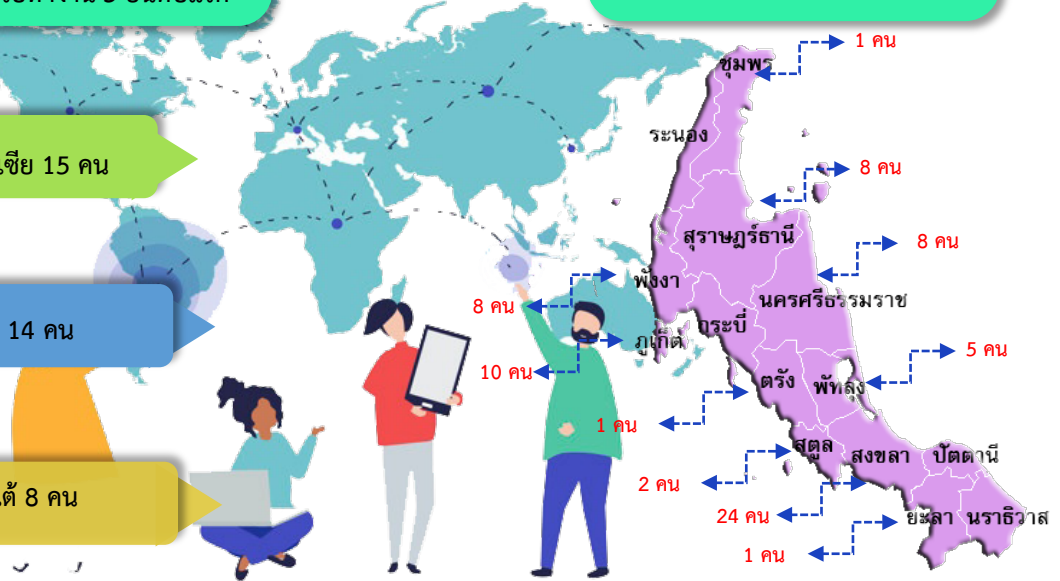 1 คน
ชุมพร
ระนอง
เซีย 15 คน
8 คน
สุราษฎร์ธานี
8 คน
พังงา
นครศรีธรรมราช
8 คน
กระบี่
14 คน
ภูเก็ต
5 คน
10 คน
ตรัง
พัทลุง
1 คน
สตูล
สงขลา
ปัตตานี
2 คน
ต้ 8 คน
24 คน
ยะลา
นราธิวาส
1 คน